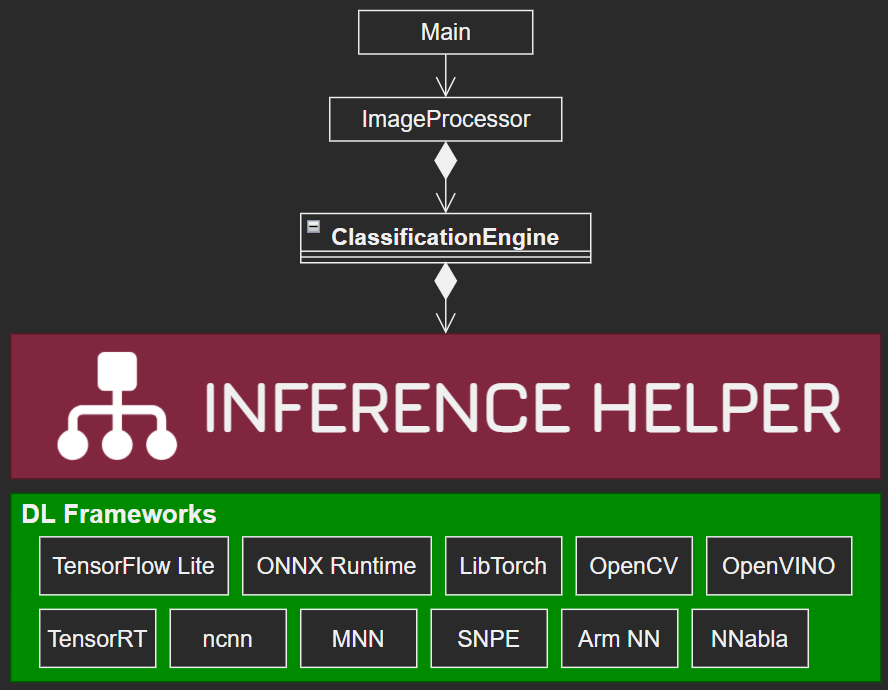 Main
ImageProcessor
ClassificationEngine
INFERENCE HELPER
DL Frameworks
TensorFlow Lite ONNX Runtime LibTorch OpenCV OpenVINO
TensorRT ncnn MNN SNPE Arm NN NNabla